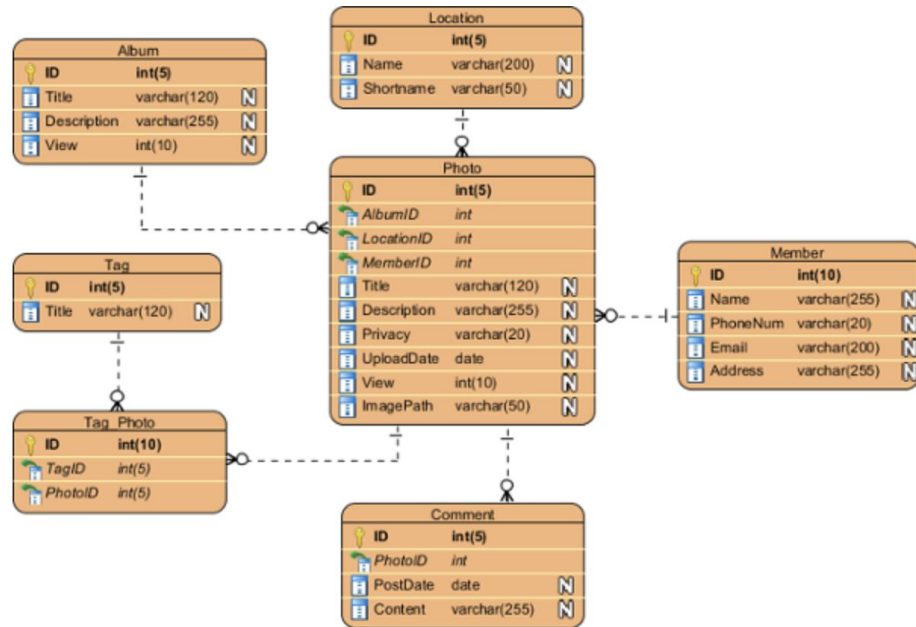 Location
ID int(5)
Name varchar(200) N
Shortname varchar(50) N
Album
ID int(5)
Title varchar(120) N
Description varchar(255) N
View int(10) N
Photo
ID int(5)
AlbumID int
LocationID int
MemberID int
Title varchar(120) N
Description varchar(255) N
Privacy varchar(20) N
UploadDate date N
View int(10) N
ImagePath varchar(50) N
Member
ID int(10)
Name varchar(255) N
PhoneNum varchar(20) N
Email varchar(200) N
Address varchar(255) N
Tag
ID int(5)
Title varchar(120) N
Tag_Photo
ID int(10)
TagID int(5)
PhotoID int(5)
Comment
ID int(5)
PhotoID int
PostDate date N
Content varchar(255) N